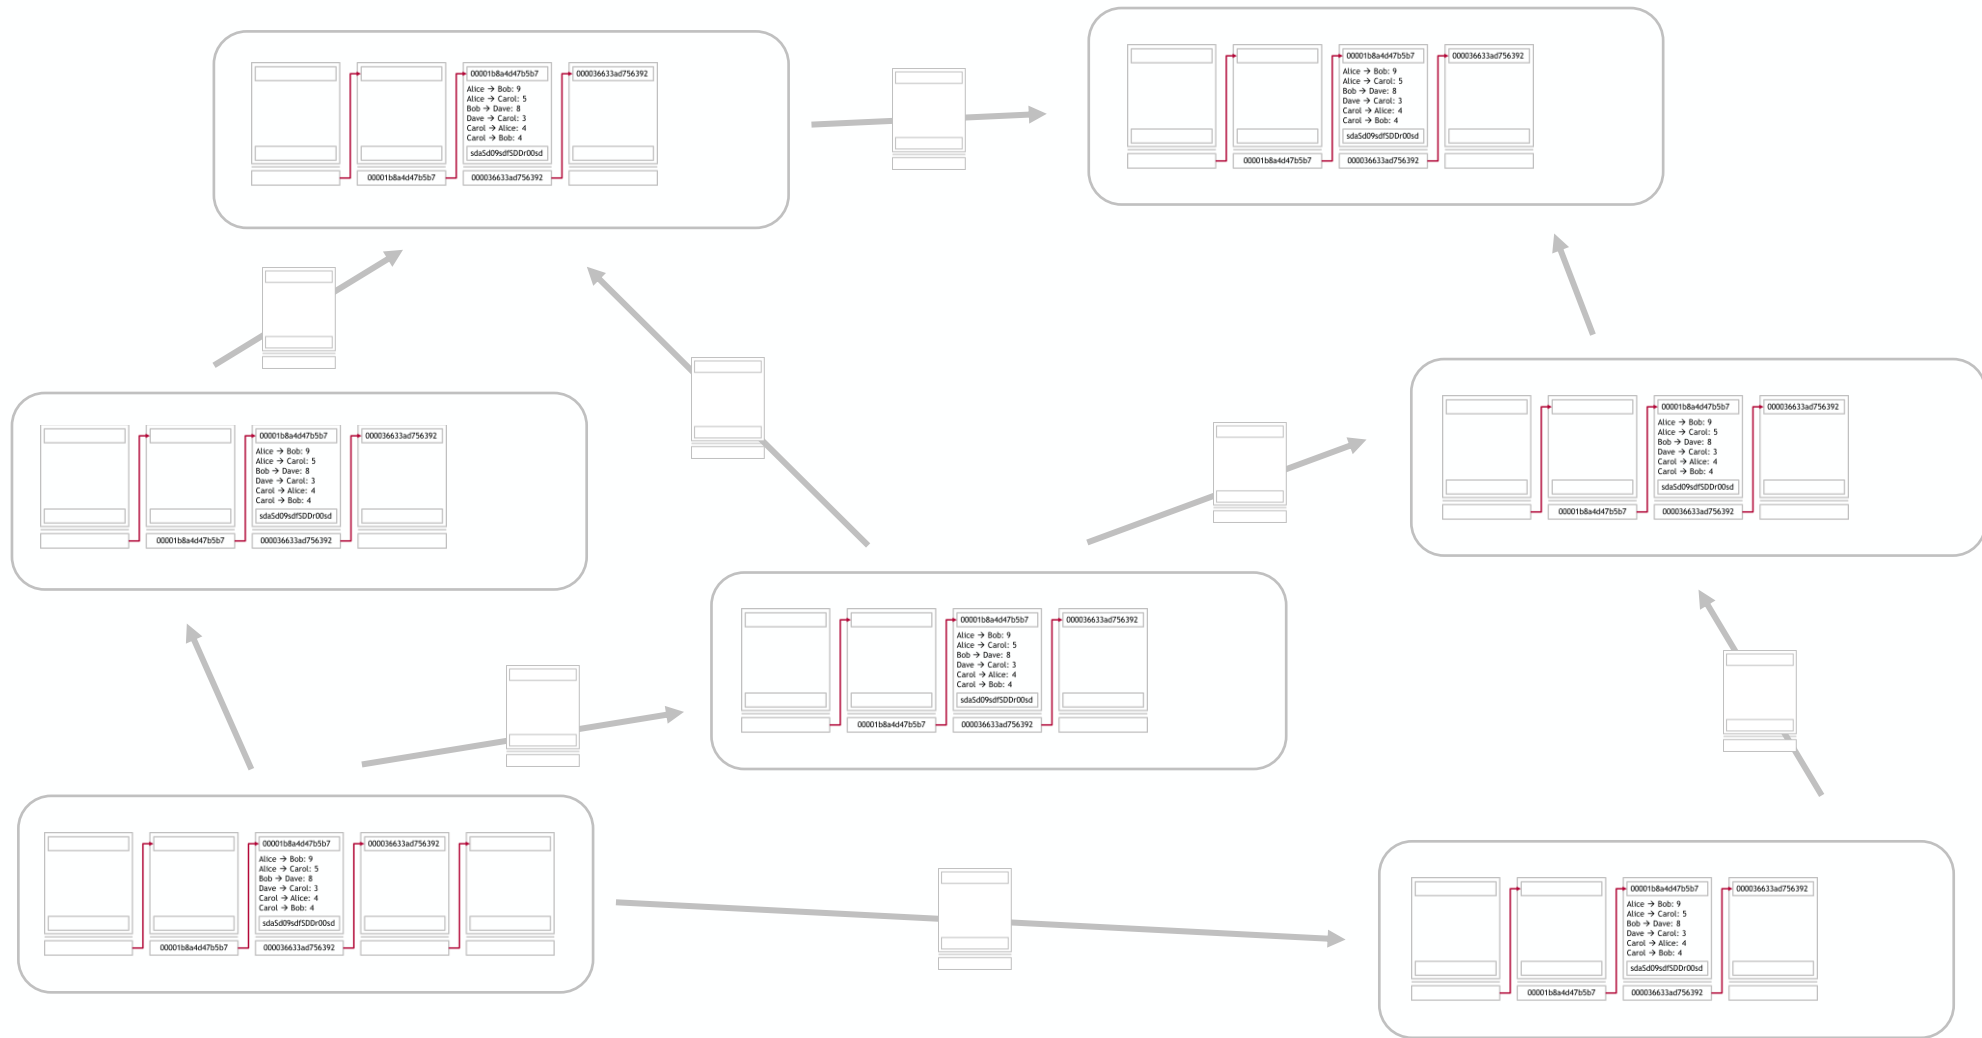 00001b8a4d47b5b7
000036633ad756392
Alice → Bob: 9
Alice → Carol: 5
Bob → Dave: 8
Dave → Carol: 3
Carol → Alice: 4
Carol → Bob: 4
sdaSd09sdfSDDr00sd
00001b8a4d47b5b7
000036633ad756392
00001b8a4d47b5b7
000036633ad756392
Alice → Bob: 9
Alice → Carol: 5
Bob → Dave: 8
Dave → Carol: 3
Carol → Alice: 4
Carol → Bob: 4
sdaSd09sdfSDDr00sd
00001b8a4d47b5b7
000036633ad756392
00001b8a4d47b5b7
000036633ad756392
Alice → Bob: 9
Alice → Carol: 5
Bob → Dave: 8
Dave → Carol: 3
Carol → Alice: 4
Carol → Bob: 4
sdaSd09sdfSDDr00sd
00001b8a4d47b5b7
000036633ad756392
00001b8a4d47b5b7
000036633ad756392
Alice → Bob: 9
Alice → Carol: 5
Bob → Dave: 8
Dave → Carol: 3
Carol → Alice: 4
Carol → Bob: 4
sdaSd09sdfSDDr00sd
00001b8a4d47b5b7
000036633ad756392
00001b8a4d47b5b7
000036633ad756392
Alice → Bob: 9
Alice → Carol: 5
Bob → Dave: 8
Dave → Carol: 3
Carol → Alice: 4
Carol → Bob: 4
sdaSd09sdfSDDr00sd
00001b8a4d47b5b7
000036633ad756392
00001b8a4d47b5b7
000036633ad756392
Alice → Bob: 9
Alice → Carol: 5
Bob → Dave: 8
Dave → Carol: 3
Carol → Alice: 4
Carol → Bob: 4
sdaSd09sdfSDDr00sd
00001b8a4d47b5b7
000036633ad756392
00001b8a4d47b5b7
000036633ad756392
Alice → Bob: 9
Alice → Carol: 5
Bob → Dave: 8
Dave → Carol: 3
Carol → Alice: 4
Carol → Bob: 4
sdaSd09sdfSDDr00sd
00001b8a4d47b5b7
000036633ad756392